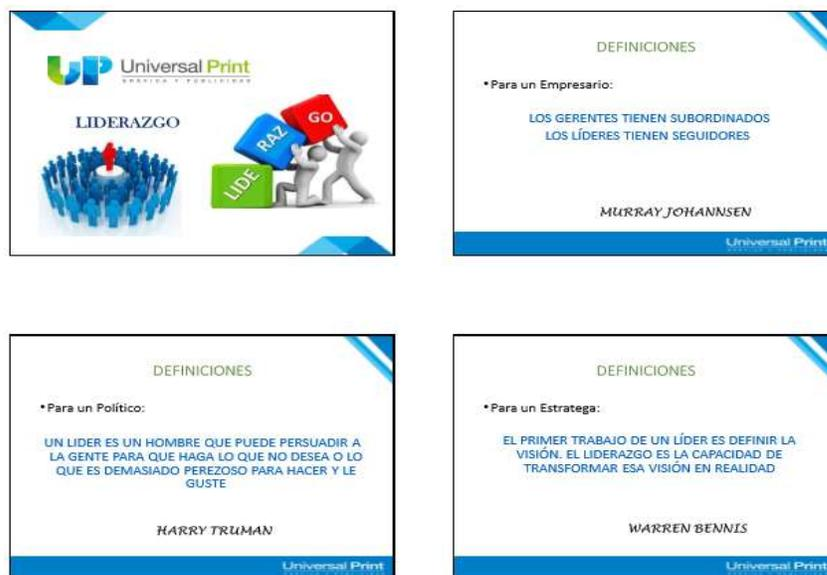 UP Universal Print
GRÁFICA Y PUBLICIDAD
LIDERAZGO
LIDE
RAZ
GO
DEFINICIONES
•Para un Empresario:
LOS GERENTES TIENEN SUBORDINADOS
LOS LÍDERES TIENEN SEGUIDORES
MURRAY JOHANNSEN
Universal Print
DEFINICIONES
•Para un Político:
UN LIDER ES UN HOMBRE QUE PUEDE PERSUADIR A
LA GENTE PARA QUE HAGA LO QUE NO DESEA O LO
QUE ES DEMASIADO PEREZOSO PARA HACER Y LE
GUSTE
HARRY TRUMAN
Universal Print
DEFINICIONES
•Para un Estratega:
EL PRIMER TRABAJO DE UN LÍDER ES DEFINIR LA
VISIÓN. EL LIDERAZGO ES LA CAPACIDAD DE
TRANSFORMAR ESA VISIÓN EN REALIDAD
WARREN BENNIS
Universal Print